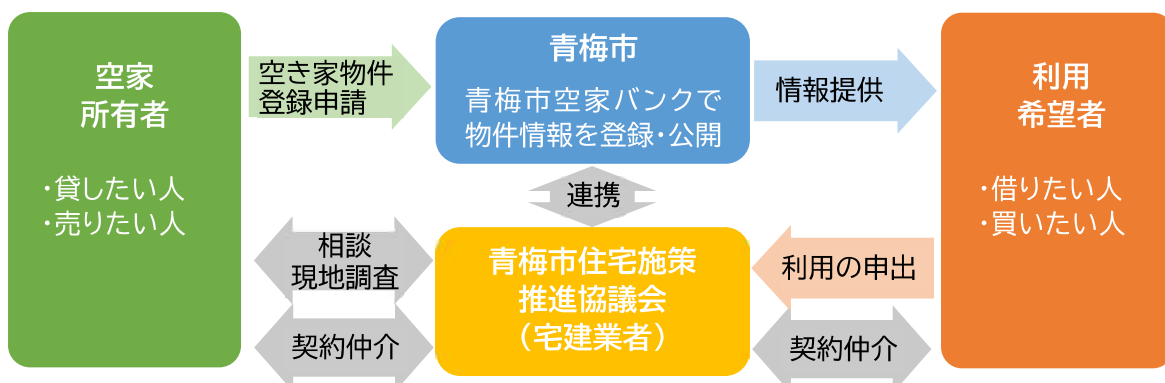 空家
所有者
・貸したい人
・売りたい人
空き家物件
登録申請
青梅市
青梅市空家バンクで
物件情報を登録・公開
情報提供
利用
希望者
・借りたい人
・買いたい人
連携
相談
現地調査
青梅市住宅施策
推進協議会
（宅建業者）
利用の申出
契約仲介
契約仲介